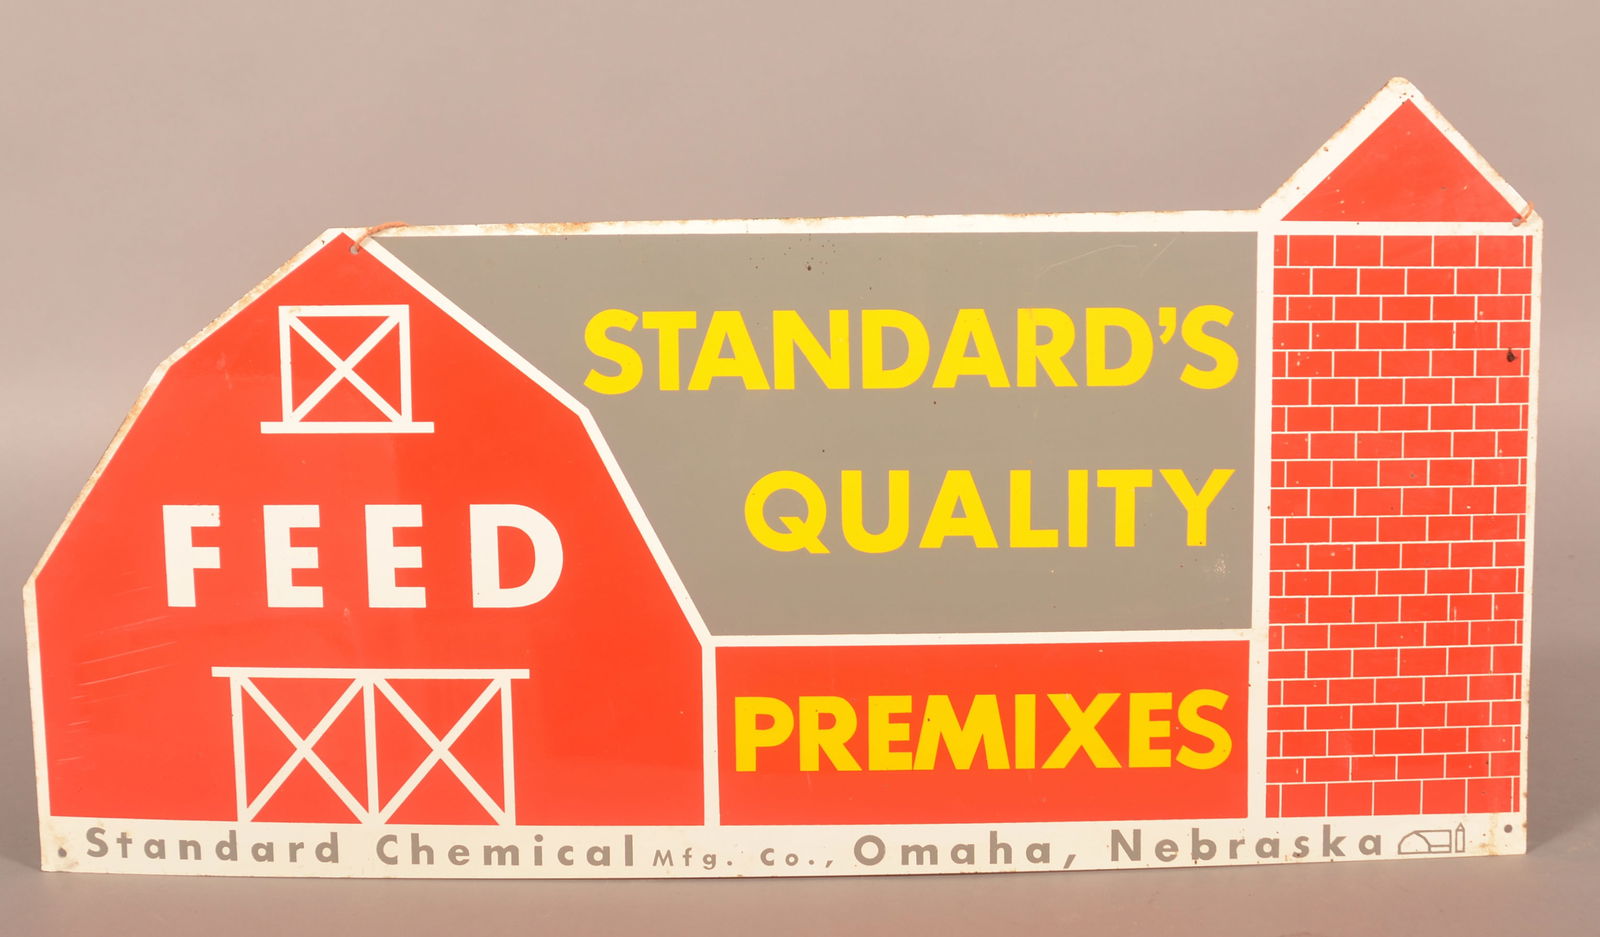 STANDARD'S
QUALITY
FEED
PREMIXES
Standard Chemical Mfg. Co., Omaha, Nebraska